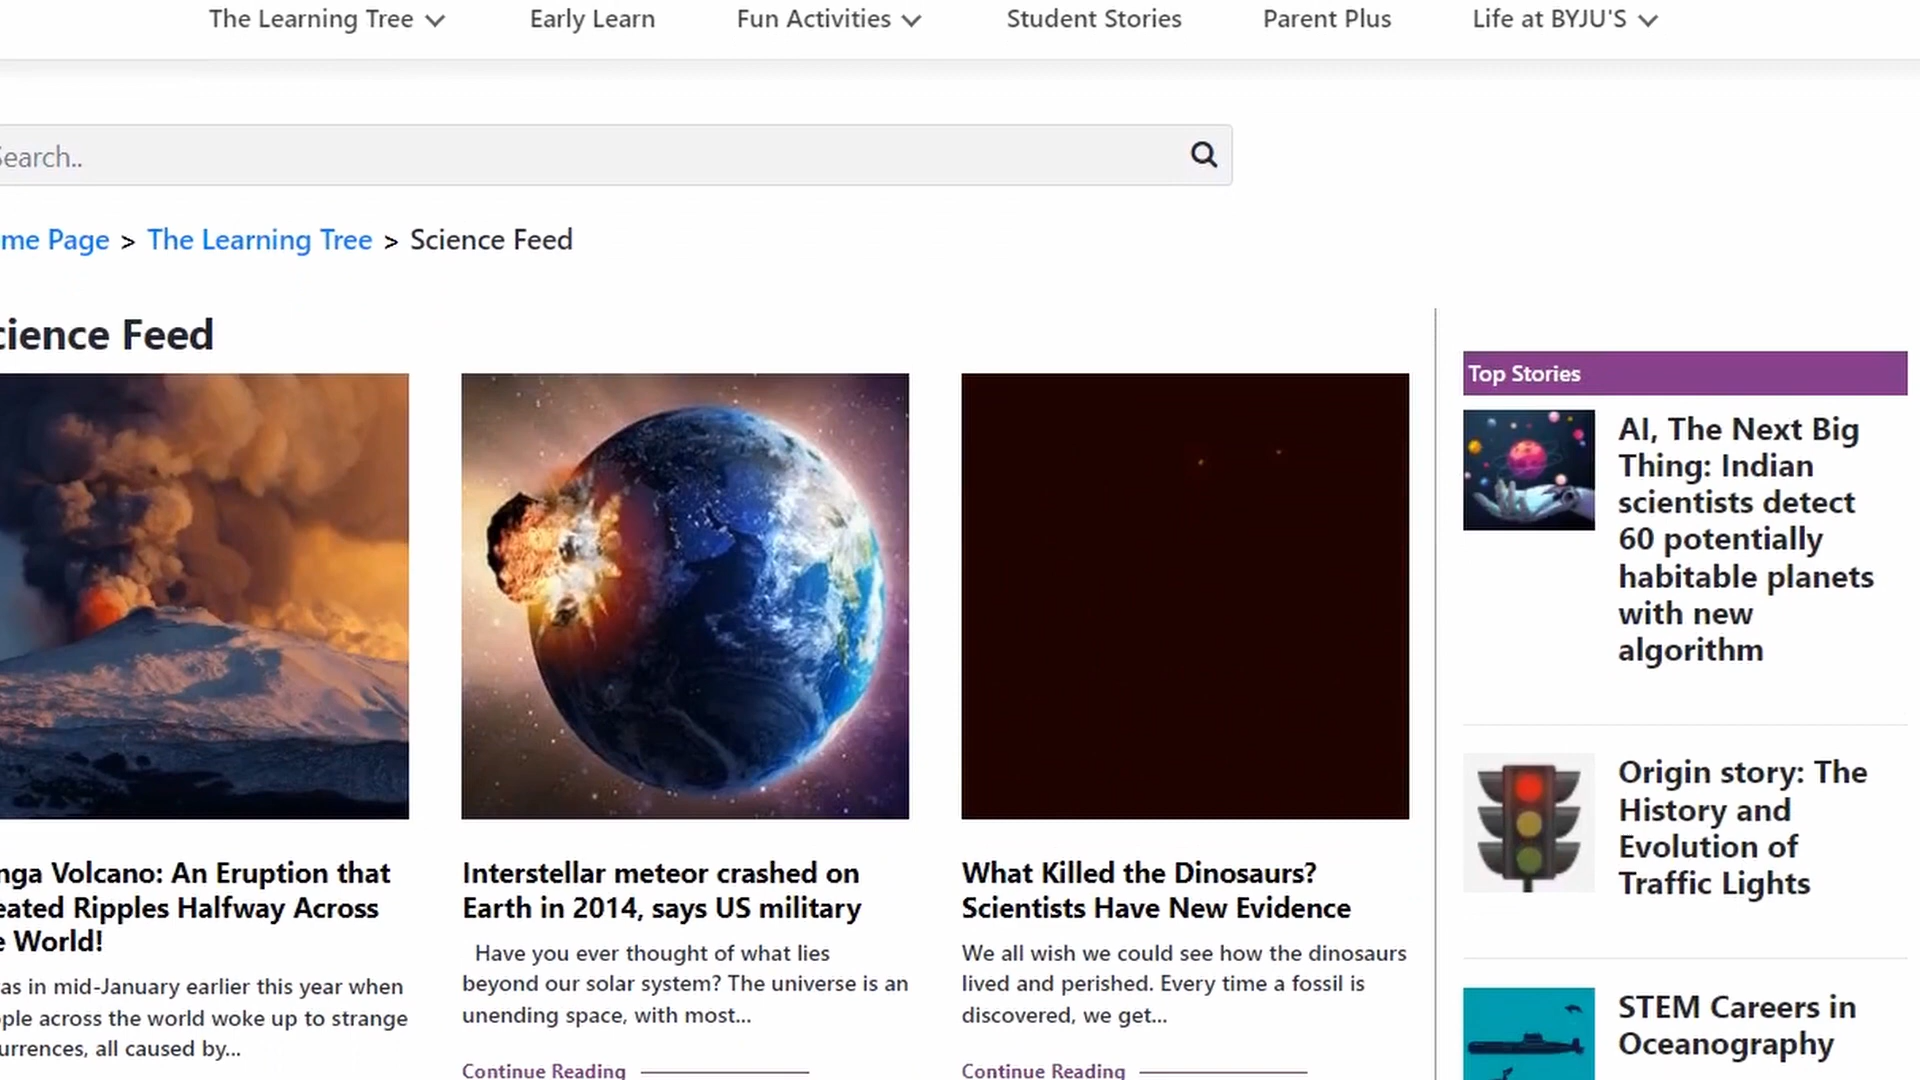 The Learning Tree
Early Learn
Fun Activities
Student Stories
Parent Plus
Life at BYJU'S
Search..
me Page > The Learning Tree > Science Feed
cience Feed
nga Volcano: An Eruption that
eated Ripples Halfway Across
e World!
as in mid-January earlier this year when
ple across the world woke up to strange
urrences, all caused by...
Interstellar meteor crashed on
Earth in 2014, says US military
Have you ever thought of what lies
beyond our solar system? The universe is an
unending space, with most...
Continue Reading
What Killed the Dinosaurs?
Scientists Have New Evidence
We all wish we could see how the dinosaurs
lived and perished. Every time a fossil is
discovered, we get...
Continue Reading
Top Stories
AI, The Next Big
Thing: Indian
scientists detect
60 potentially
habitable planets
with new
algorithm
Origin story: The
History and
Evolution of
Traffic Lights
STEM Careers in
Oceanography